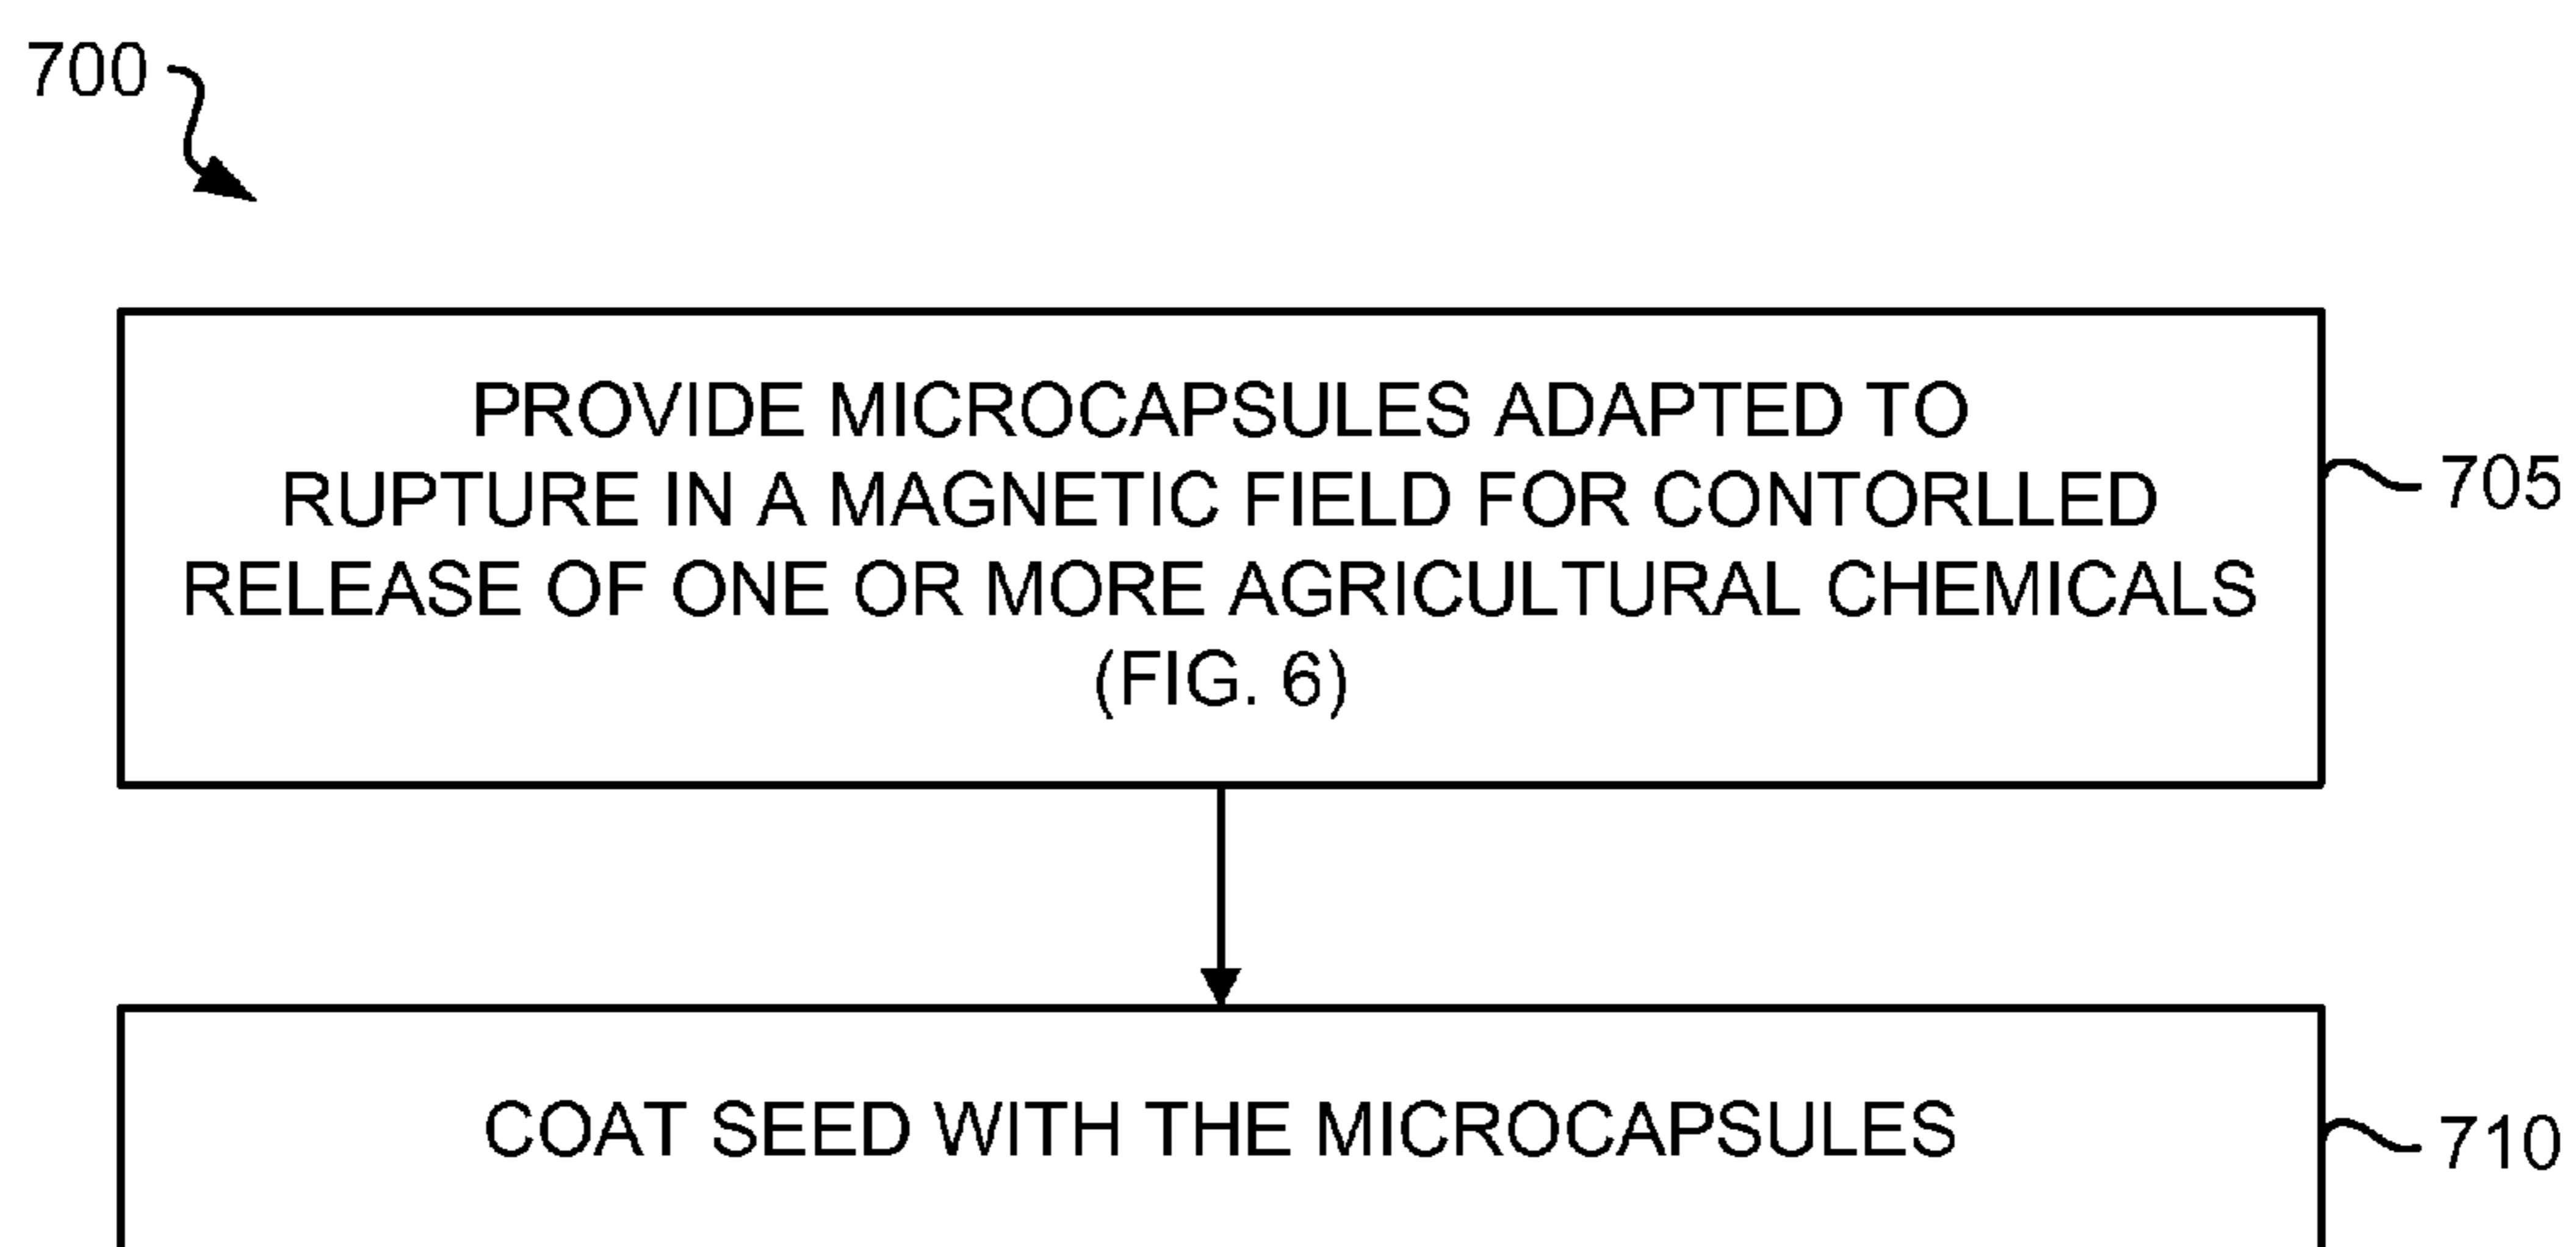 700
PROVIDE MICROCAPSULES ADAPTED TO
RUPTURE IN A MAGNETIC FIELD FOR CONTORLLED
RELEASE OF ONE OR MORE AGRICULTURAL CHEMICALS
(FIG. 6)
705
COAT SEED WITH THE MICROCAPSULES
710